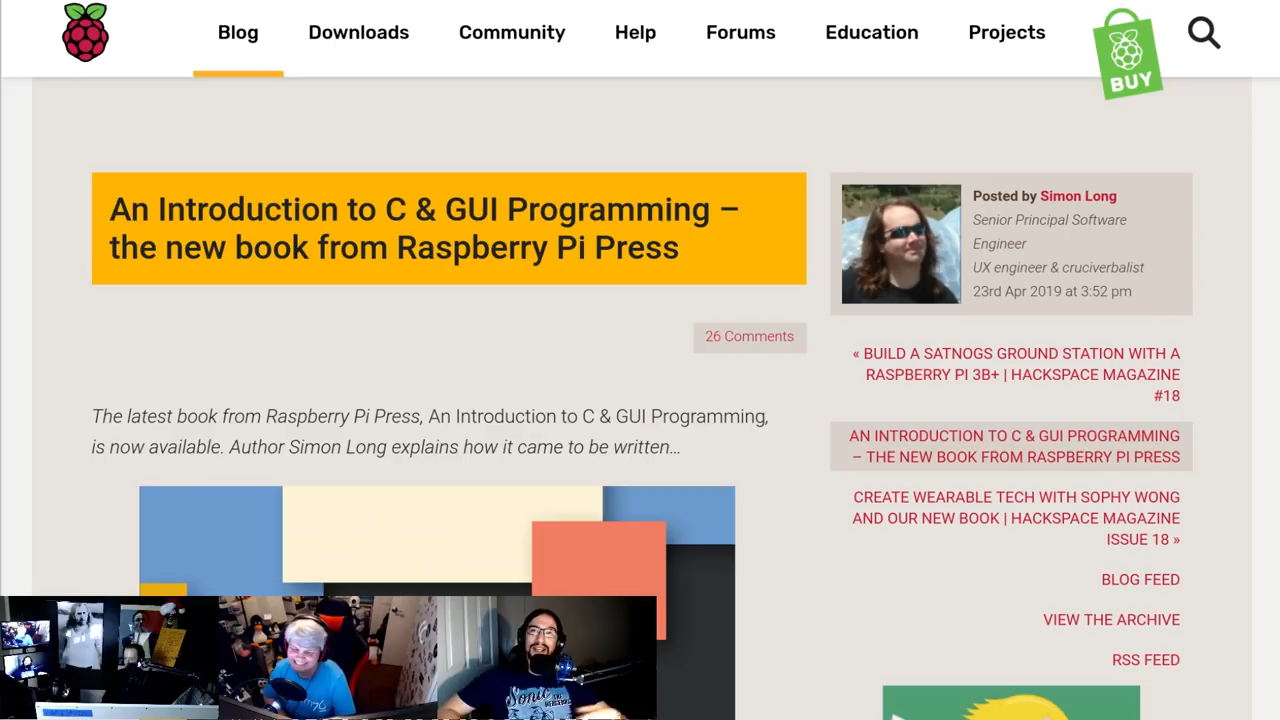 Blog
Downloads
Community
Help
Forums
Education
Projects
BUY
An Introduction to C & GUI Programming –
the new book from Raspberry Pi Press
26 Comments
The latest book from Raspberry Pi Press, An Introduction to C & GUI Programming,
is now available. Author Simon Long explains how it came to be written…
Posted by Simon Long
Senior Principal Software
Engineer
UX engineer & cruciverbalist
23rd Apr 2019 at 3:52 pm
« BUILD A SATNOGS GROUND STATION WITH A
RASPBERRY PI 3B+ | HACKSPACE MAGAZINE
#18
AN INTRODUCTION TO C & GUI PROGRAMMING
– THE NEW BOOK FROM RASPBERRY PI PRESS
CREATE WEARABLE TECH WITH SOPHY WONG
AND OUR NEW BOOK | HACKSPACE MAGAZINE
ISSUE 18 »
BLOG FEED
VIEW THE ARCHIVE
RSS FEED
Sonic